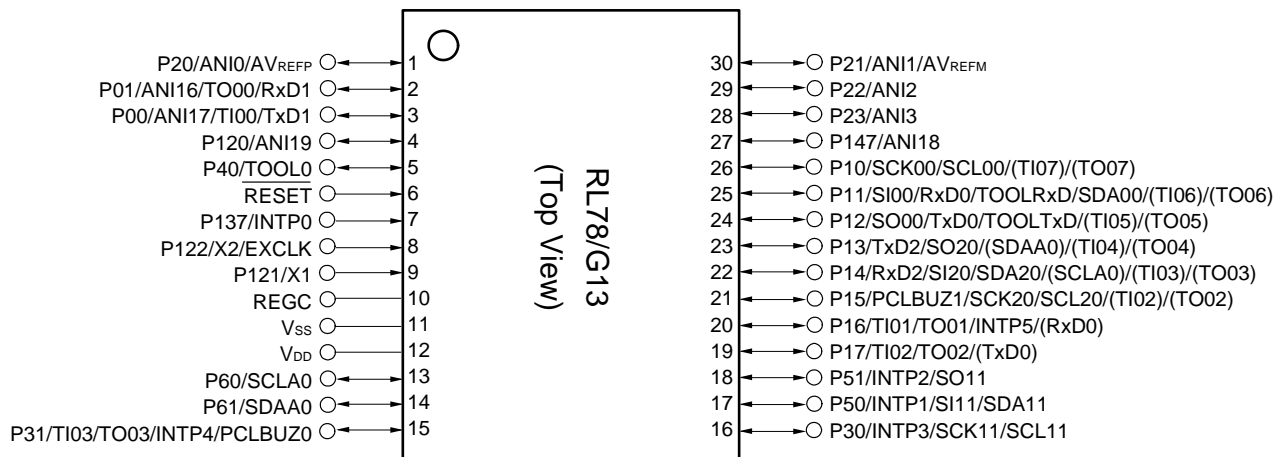 P20/ANI0/AVREFP 1
P01/ANI16/TO00/RxD1 2
P00/ANI17/TI00/TxD1 3
P120/ANI19 4
P40/TOOL0 5
RESET 6
P137/INTP0 7
P122/X2/EXCLK 8
P121/X1 9
REGC 10
VSS 11
VDD 12
P60/SCLA0 13
P61/SDAA0 14
P31/TI03/TO03/INTP4/PCLBUZ0 15
RL78/G13
(Top View)
30 P21/ANI1/AVREFM
29 P22/ANI2
28 P23/ANI3
27 P147/ANI18
26 P10/SCK00/SCL00/(TI07)/(TO07)
25 P11/SI00/RxD0/TOOLRxD/SDA00/(TI06)/(TO06)
24 P12/SO00/TxD0/TOOLTxD/(TI05)/(TO05)
23 P13/TxD2/SO20/(SDAA0)/(TI04)/(TO04)
22 P14/RxD2/SI20/SDA20/(SCLA0)/(TI03)/(TO03)
21 P15/PCLBUZ1/SCK20/SCL20/(TI02)/(TO02)
20 P16/TI01/TO01/INTP5/(RxD0)
19 P17/TI02/TO02/(TxD0)
18 P51/INTP2/SO11
17 P50/INTP1/SI11/SDA11
16 P30/INTP3/SCK11/SCL11